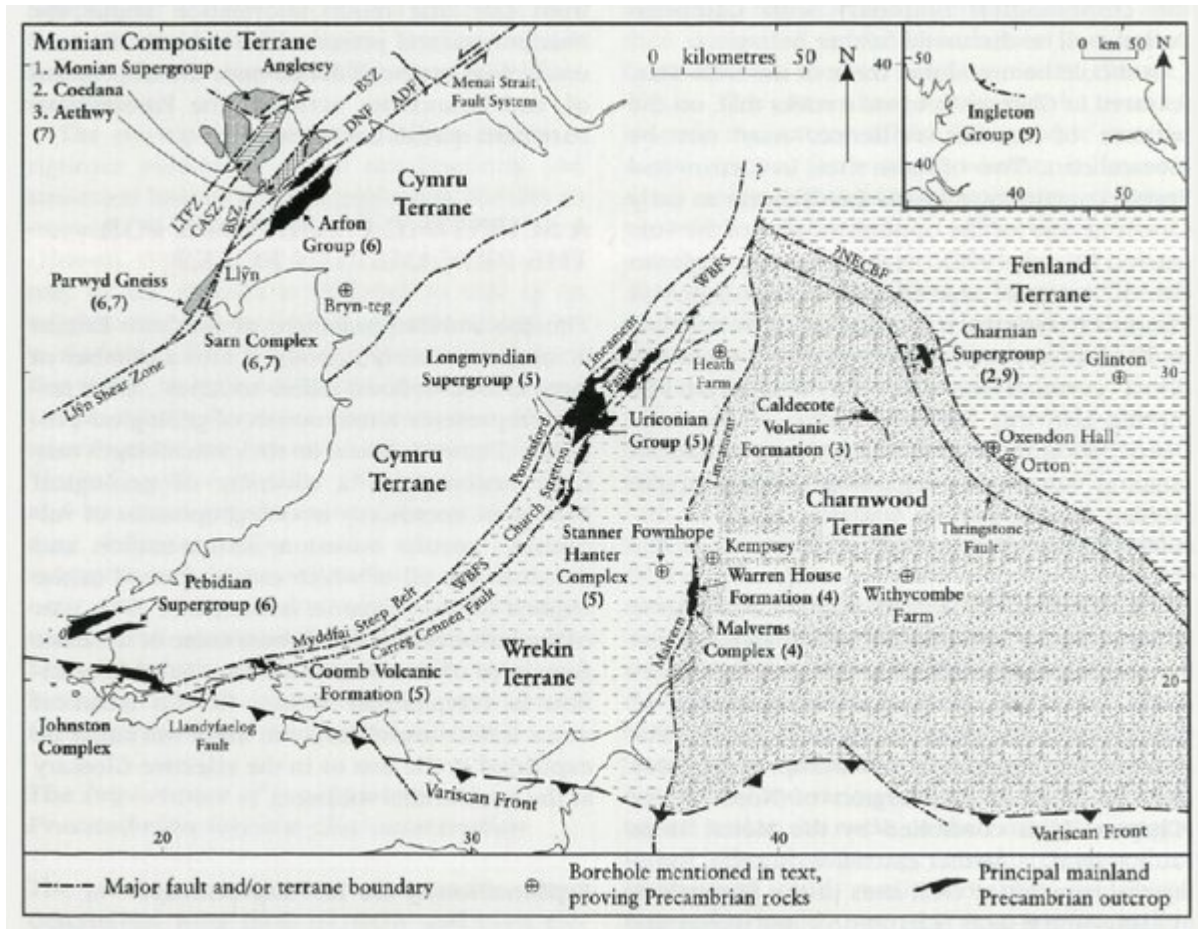 Monian Composite Terrane
1. Monian Supergroup
2. Coedana
3. Aethwy
(7)
Anglesey
BSZ
ADF
DNF
Menai Strait
Fault System
LTFZ
CASZ
BSZ
Cymru
Terrane
Arfon
Group (6)
Parwyd Gneiss
(6,7)
Llŷn
Bryn-teg
Sarn Complex
(6,7)
Llŷn Shear Zone
0 kilometres 50 N
0 km 50 N
50
Ingleton
Group (9)
40
40
50
WBFS
?NECBF
Fenland
Terrane
Longmyndian
Supergroup (5)
Lineament
Fault
Heath
Farm
Charnian
Supergroup
(2,9)
Glinton
30
Uriconian
Group (5)
Caldecote
Volcanic
Formation (3)
Lineament
Oxendon Hall
Orton
Cymru
Terrane
Pontesford
Stretton
Church
Charnwood
Terrane
Thringstone
Fault
Stanner
Hanter
Complex
(5)
Fownhope
Kempsey
Warren House
Formation (4)
Withycombe
Farm
Pebidian
Supergroup (6)
WBFS
Myddfai Steep Belt
Carreg Cennen Fault
Wrekin
Terrane
Malvern
Malverns
Complex (4)
20
Coomb Volcanic
Formation (5)
Johnston
Complex
Llandyfaelog
Fault
Variscan Front
Variscan Front
20
30
40
Major fault and/or terrane boundary
Borehole mentioned in text,
proving Precambrian rocks
Principal mainland
Precambrian outcrop